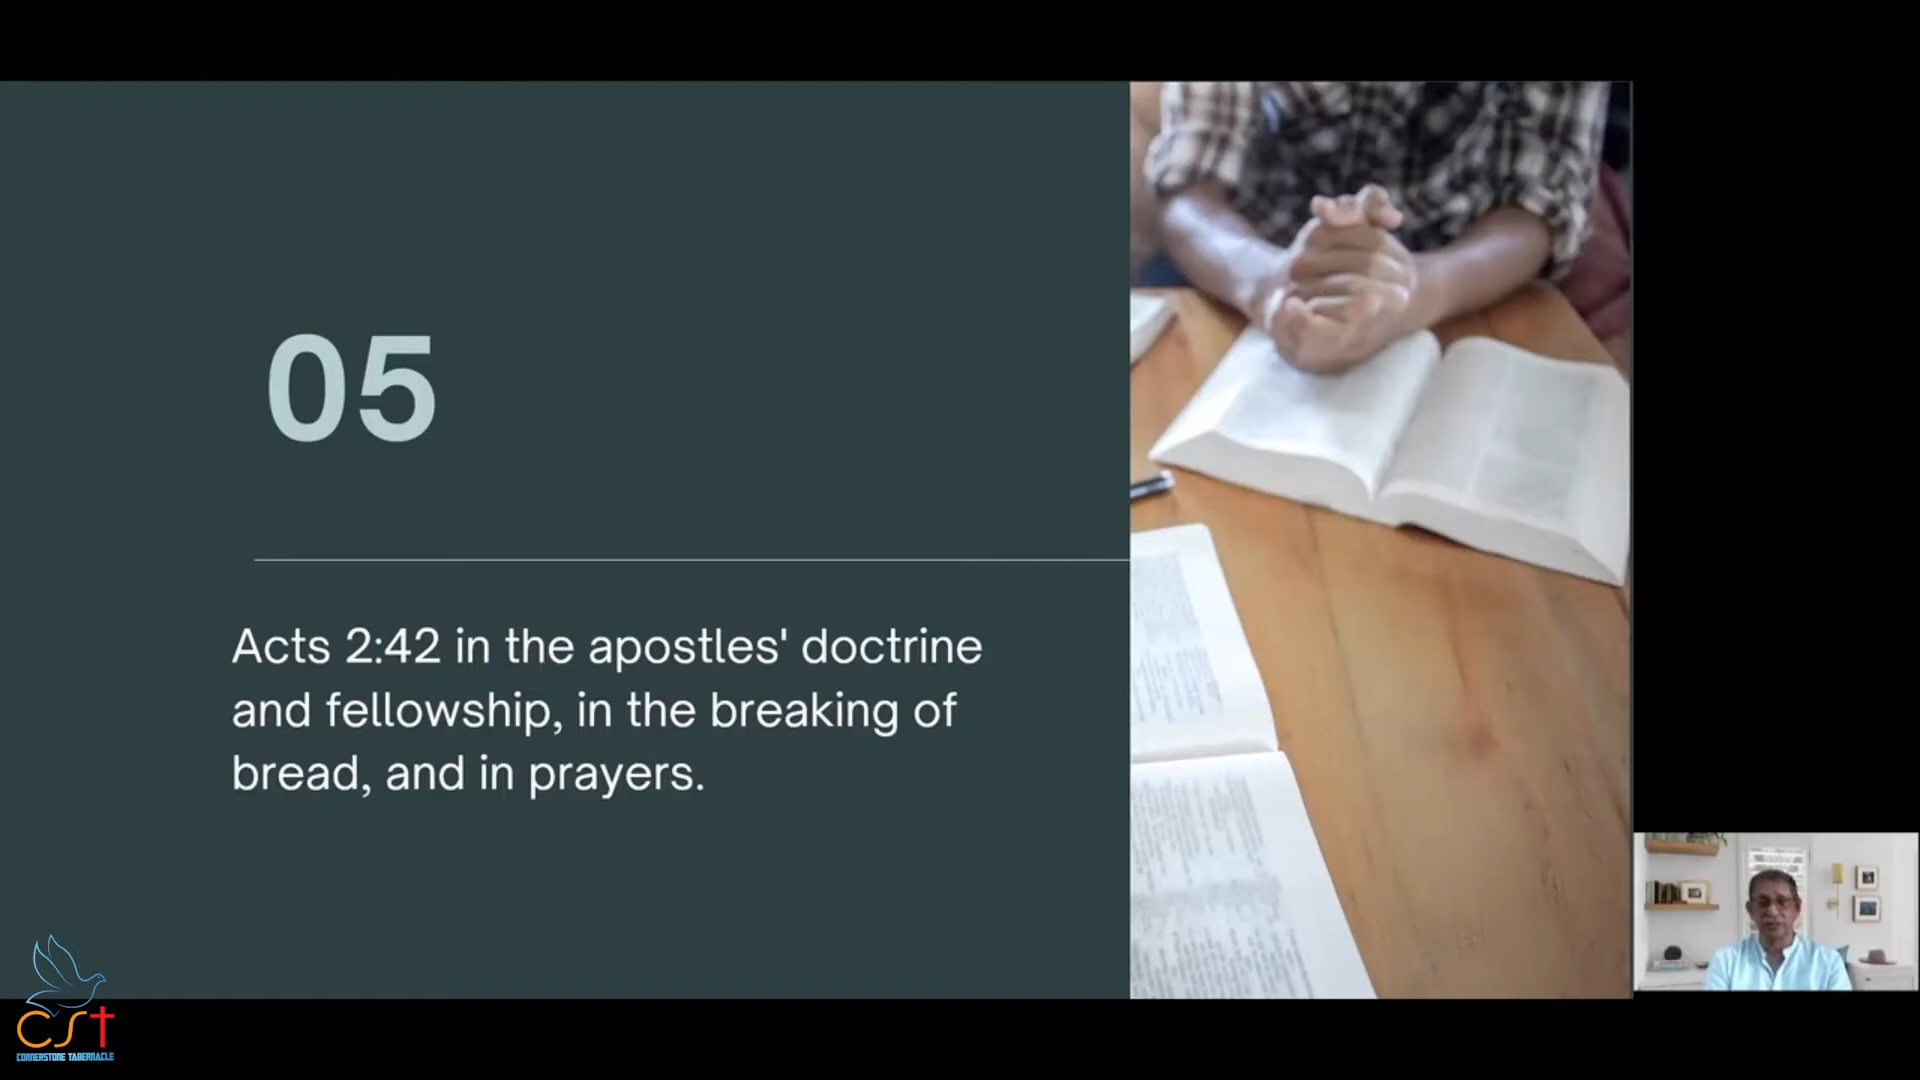 05
Acts 2:42 in the apostles' doctrine
and fellowship, in the breaking of
bread, and in prayers.
CST
CORNERSTONE TABERNACLE